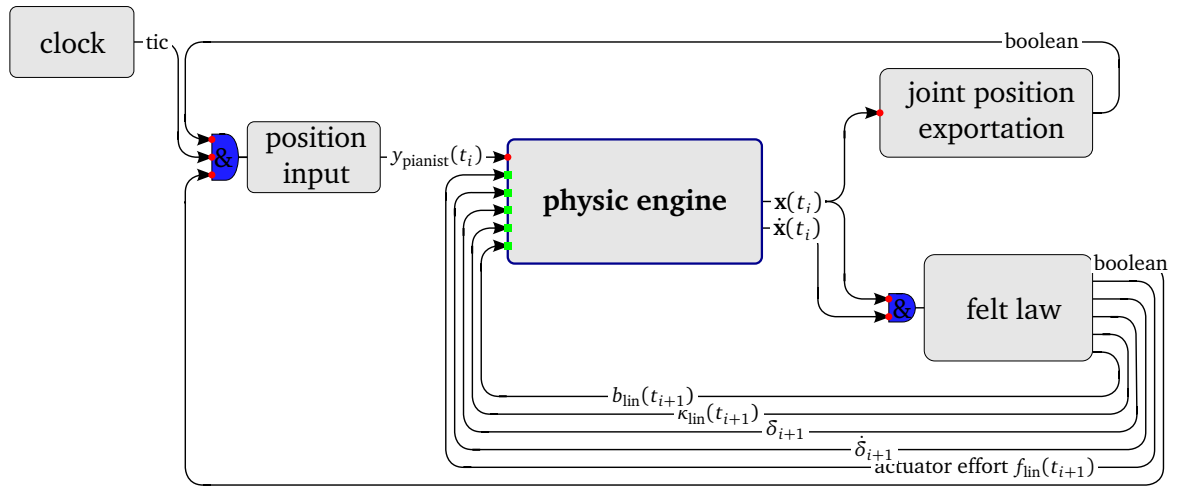 clock
tic
boolean
joint position
exportation
position
input
&
y_pianist(t_i)
physic engine
x(t_i)
ẋ(t_i)
boolean
&
felt law
b_lin(t_{i+1})
κ_lin(t_{i+1})
δ_{i+1}
δ̇_{i+1}
actuator effort f_lin(t_{i+1})